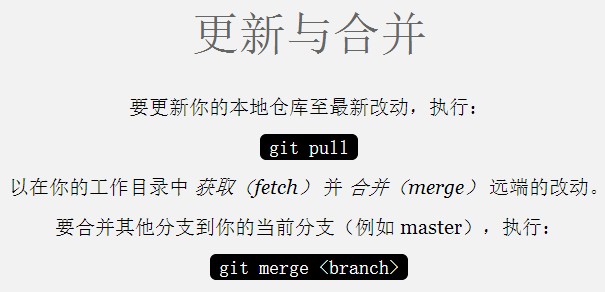 更新与合并
要更新你的本地仓库至最新改动，执行：
git pull
以在你的工作目录中 获取（fetch） 并 合并（merge） 远端的改动。
要合并其他分支到你的当前分支（例如 master），执行：
git merge <branch>